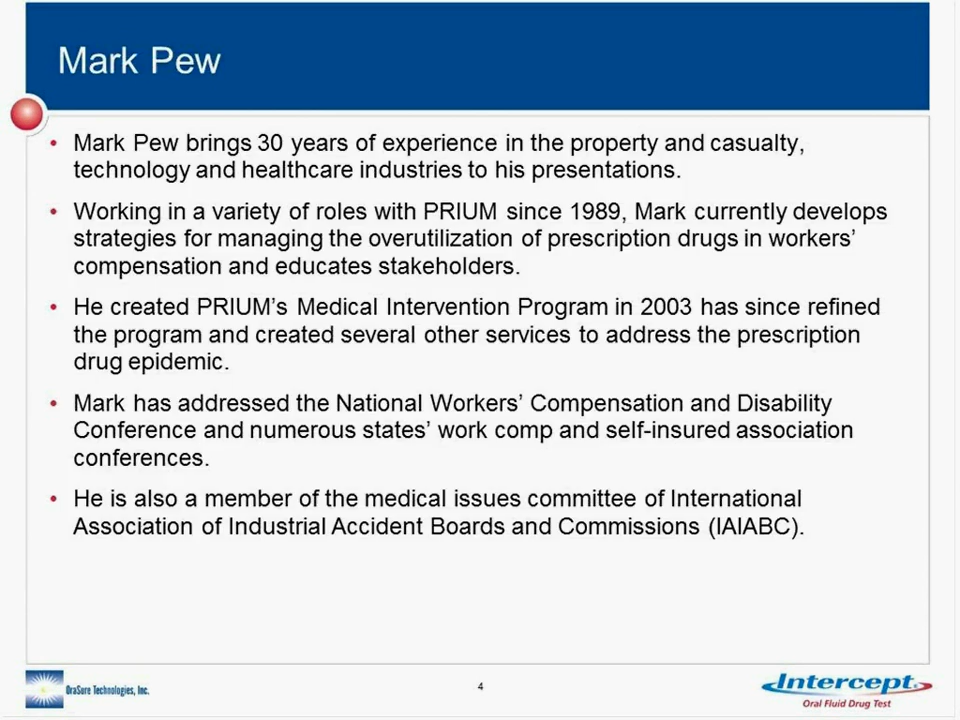 Mark Pew
• Mark Pew brings 30 years of experience in the property and casualty,
technology and healthcare industries to his presentations.
• Working in a variety of roles with PRIUM since 1989, Mark currently develops
strategies for managing the overutilization of prescription drugs in workers’
compensation and educates stakeholders.
• He created PRIUM’s Medical Intervention Program in 2003 has since refined
the program and created several other services to address the prescription
drug epidemic.
• Mark has addressed the National Workers’ Compensation and Disability
Conference and numerous states’ work comp and self-insured association
conferences.
• He is also a member of the medical issues committee of International
Association of Industrial Accident Boards and Commissions (IAIABC).
OraSure Technologies, Inc.
4
Intercept®
Oral Fluid Drug Test